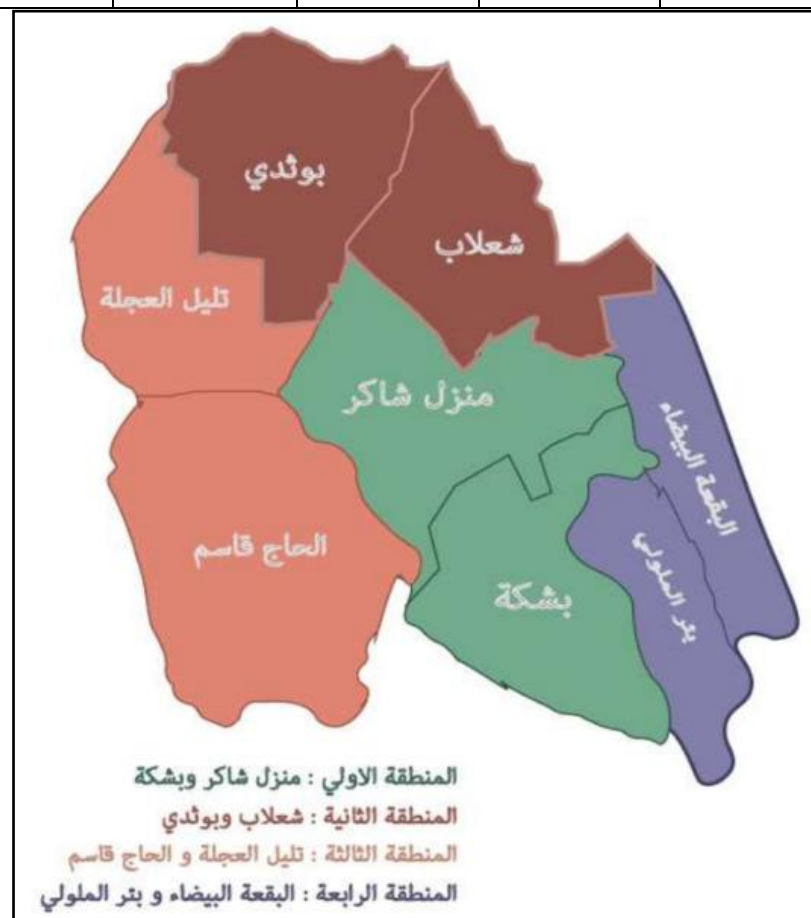 بوثدي
شعلاب
تليل العجلة
منزل شاكر
البقعة البيضاء
الحاج قاسم
بئر الملولي
بشكة
المنطقة الاولي : منزل شاكر وبشكة
المنطقة الثانية : شعلاب وبوثدي
المنطقة الثالثة : تليل العجلة و الحاج قاسم
المنطقة الرابعة : البقعة البيضاء و بئر الملولي